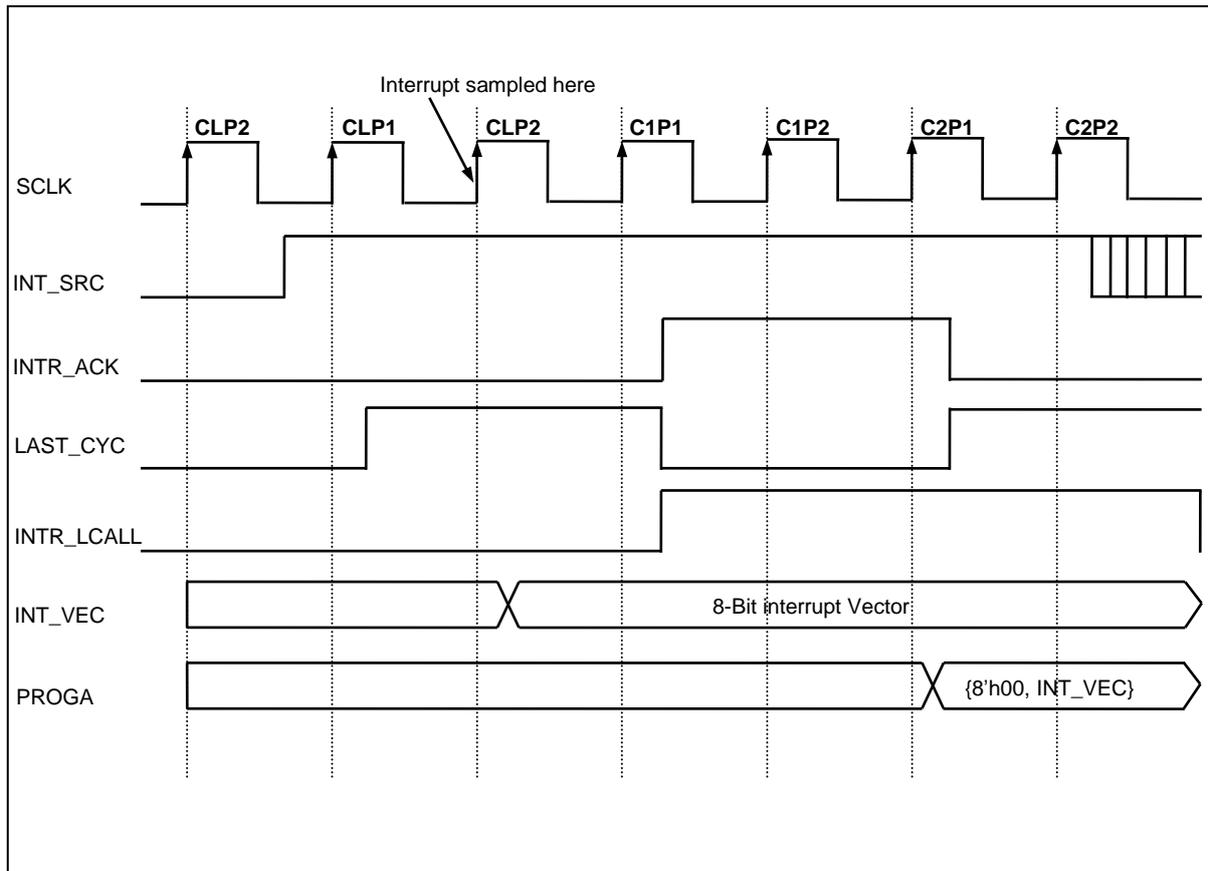 Interrupt sampled here
CLP2 CLP1 CLP2 C1P1 C1P2 C2P1 C2P2
SCLK
INT_SRC
INTR_ACK
LAST_CYC
INTR_LCALL
INT_VEC 8-Bit interrupt Vector
PROGA {8’h00, INT_VEC}